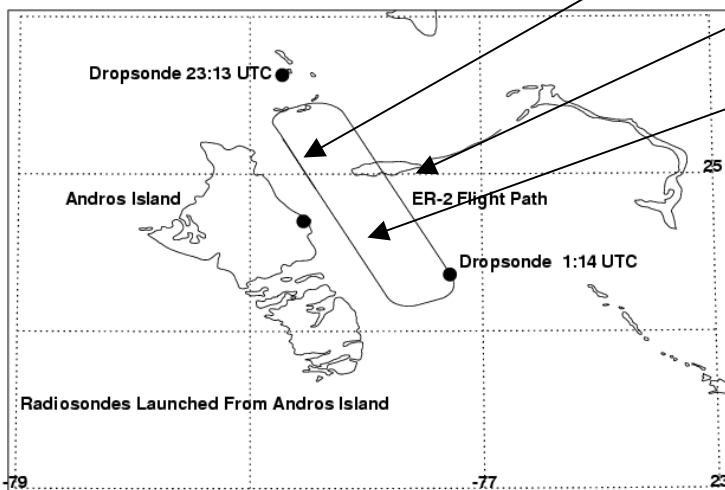 Dropsonde 23:13 UTC
25
Andros Island
ER-2 Flight Path
Dropsonde 1:14 UTC
Radiosondes Launched From Andros Island
-79
-77